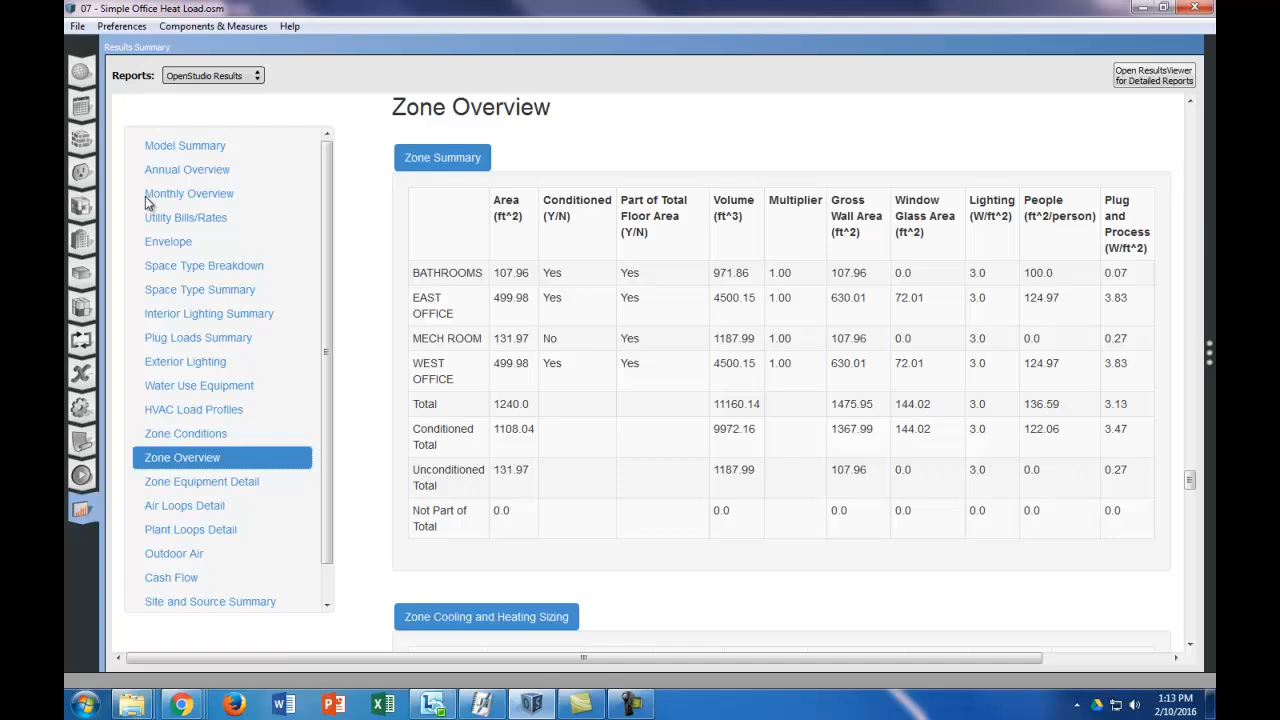 07 - Simple Office Heat Load.osm
File Preferences Components & Measures Help
Results Summary
Reports: OpenStudio Results
Open ResultsViewer
for Detailed Reports
Model Summary
Annual Overview
Monthly Overview
Utility Bills/Rates
Envelope
Space Type Breakdown
Space Type Summary
Interior Lighting Summary
Plug Loads Summary
Exterior Lighting
Water Use Equipment
HVAC Load Profiles
Zone Conditions
Zone Overview
Zone Equipment Detail
Air Loops Detail
Plant Loops Detail
Outdoor Air
Cash Flow
Site and Source Summary
Zone Overview
Zone Summary
Area Conditioned Part of Total Volume Multiplier Gross Window Lighting People Plug
(ft^2) (Y/N) Floor Area (ft^3) Wall Area Glass Area (W/ft^2) (ft^2/person) and
(Y/N) (ft^2) (ft^2) Process
(W/ft^2)
BATHROOMS 107.96 Yes Yes 971.86 1.00 107.96 0.0 3.0 100.0 0.07
EAST 499.98 Yes Yes 4500.15 1.00 630.01 72.01 3.0 124.97 3.83
OFFICE
MECH ROOM 131.97 No Yes 1187.99 1.00 107.96 0.0 3.0 0.0 0.27
WEST 499.98 Yes Yes 4500.15 1.00 630.01 72.01 3.0 124.97 3.83
OFFICE
Total 1240.0 11160.14 1475.95 144.02 3.0 136.59 3.13
Conditioned 1108.04 9972.16 1367.99 144.02 3.0 122.06 3.47
Total
Unconditioned 131.97 1187.99 107.96 0.0 3.0 0.0 0.27
Total
Not Part of 0.0 0.0 0.0 0.0 0.0 0.0 0.0
Total
Zone Cooling and Heating Sizing
1:13 PM
2/10/2016